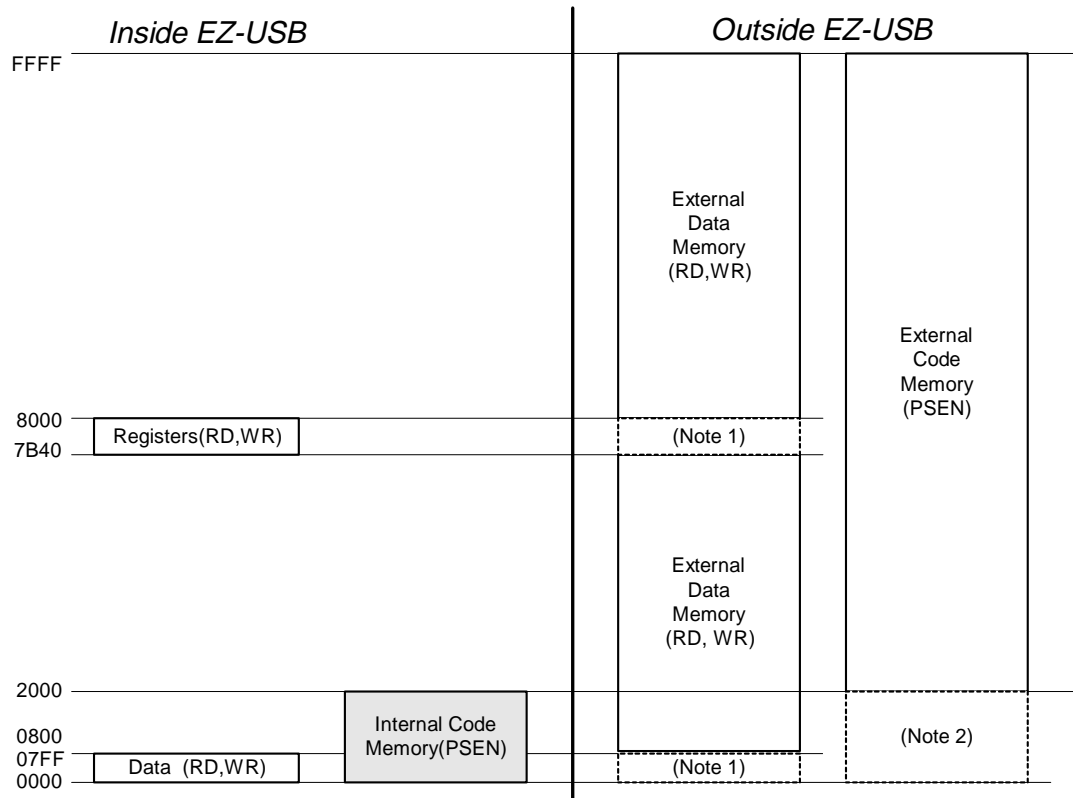 Inside EZ-USB
Outside EZ-USB
FFFF
External
Data
Memory
(RD,WR)
External
Code
Memory
(PSEN)
8000
Registers(RD,WR)
(Note 1)
7B40
External
Data
Memory
(RD, WR)
2000
Internal Code
Memory(PSEN)
0800
(Note 2)
07FF
Data (RD,WR)
(Note 1)
0000